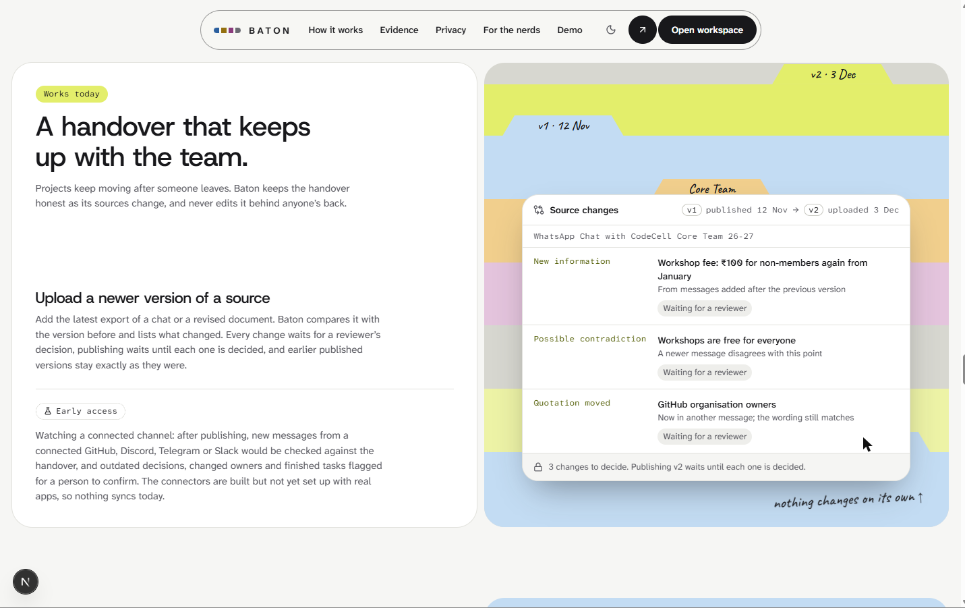 BATON How it works Evidence Privacy For the nerds Demo Open workspace
Works today
A handover that keeps
up with the team.
Projects keep moving after someone leaves. Baton keeps the handover
honest as its sources change, and never edits it behind anyone's back.
Upload a newer version of a source
Add the latest export of a chat or a revised document. Baton compares it with
the version before and lists what changed. Every change waits for a reviewer's
decision, publishing waits until each one is decided, and earlier published
versions stay exactly as they were.
Early access
Watching a connected channel: after publishing, new messages from a
connected GitHub, Discord, Telegram or Slack would be checked against the
handover, and outdated decisions, changed owners and finished tasks flagged
for a person to confirm. The connectors are built but not yet set up with real
apps, so nothing syncs today.
v2 · 3 Dec
v1 · 12 Nov
Core Team
Source changes v1 published 12 Nov → v2 uploaded 3 Dec
WhatsApp Chat with CodeCell Core Team 26-27
New information Workshop fee: ₹100 for non-members again from
January
From messages added after the previous version
Waiting for a reviewer
Possible contradiction Workshops are free for everyone
A newer message disagrees with this point
Waiting for a reviewer
Quotation moved GitHub organisation owners
Now in another message; the wording still matches
Waiting for a reviewer
3 changes to decide. Publishing v2 waits until each one is decided.
nothing changes on its own ↑
N